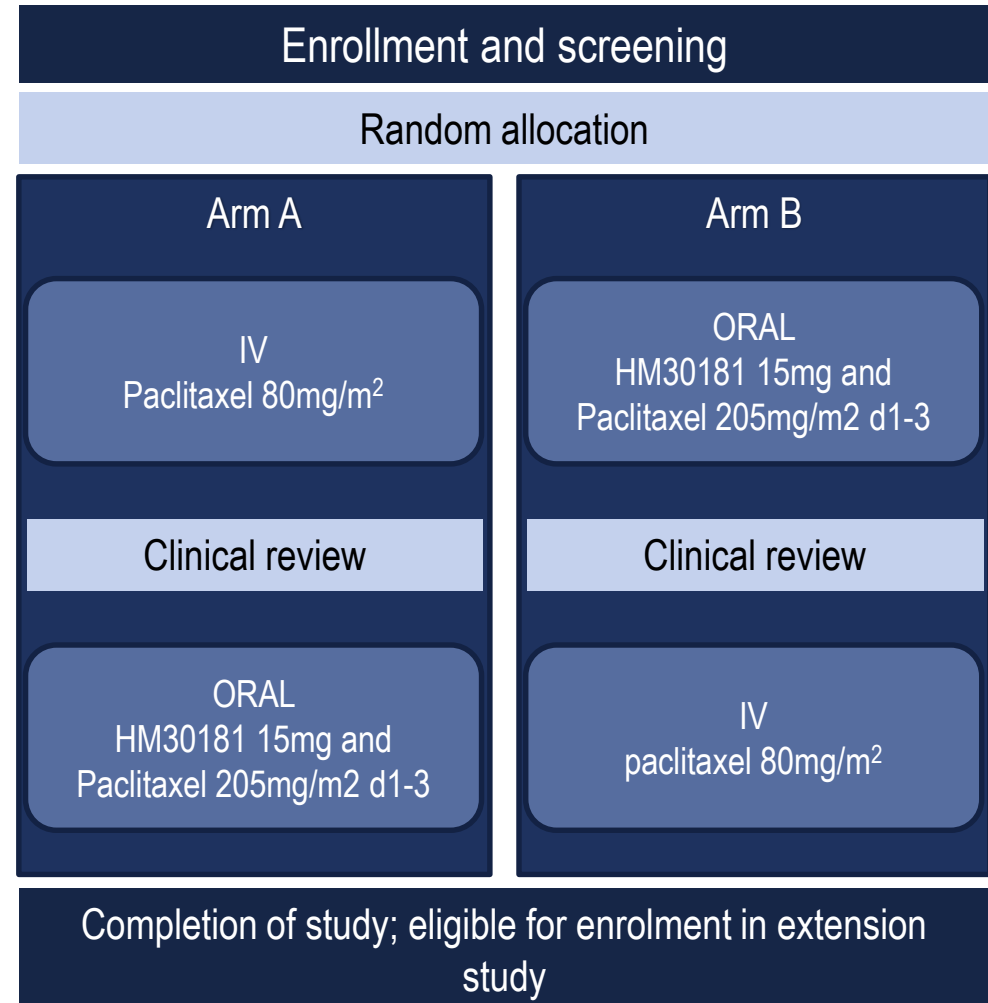 Enrollment and screening
Random allocation
Arm A
IV
Paclitaxel 80mg/m²
Clinical review
ORAL
HM30181 15mg and
Paclitaxel 205mg/m2 d1-3
Arm B
ORAL
HM30181 15mg and
Paclitaxel 205mg/m2 d1-3
Clinical review
IV
paclitaxel 80mg/m²
Completion of study; eligible for enrolment in extension
study